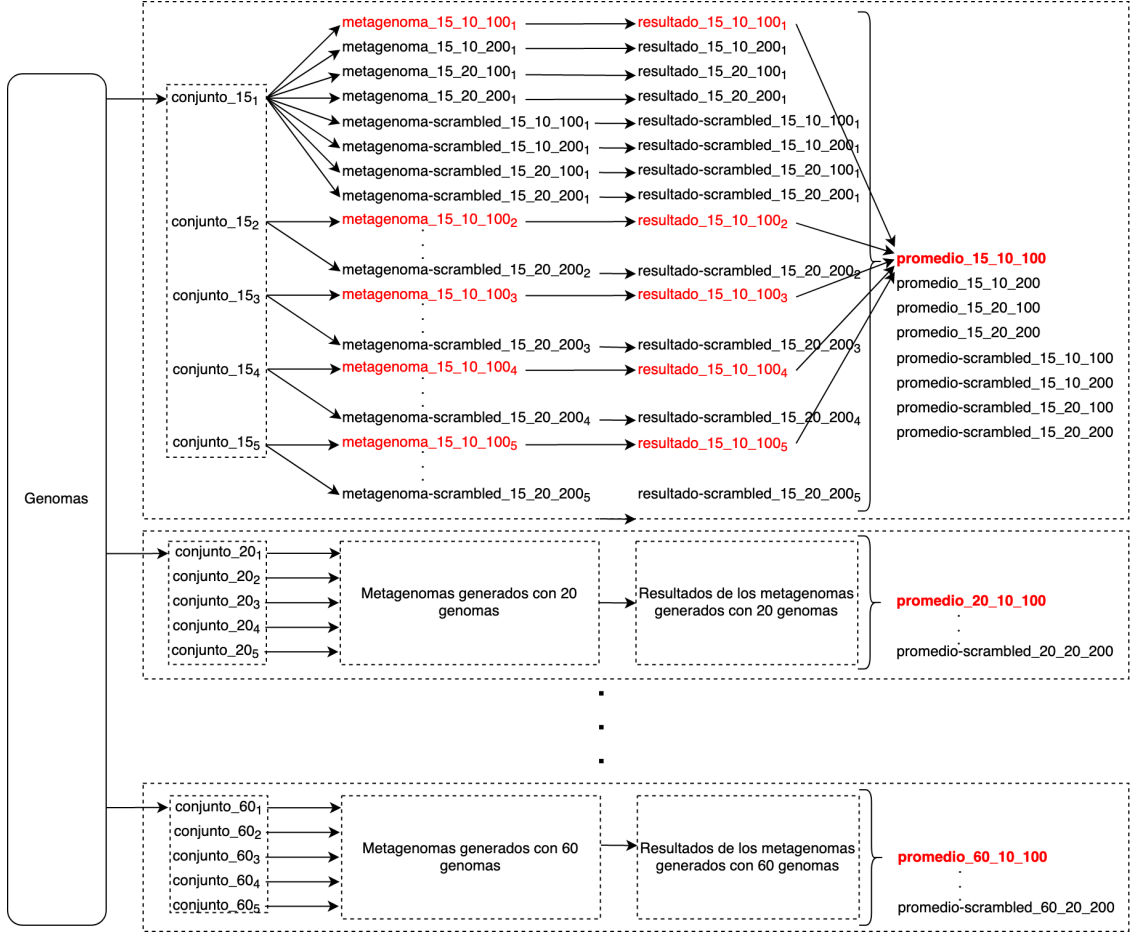 Genomas
conjunto_15₁
metagenoma_15_10_100₁
resultado_15_10_100₁
metagenoma_15_10_200₁
resultado_15_10_200₁
metagenoma_15_20_100₁
resultado_15_20_100₁
metagenoma_15_20_200₁
resultado_15_20_200₁
metagenoma-scrambled_15_10_100₁
resultado-scrambled_15_10_100₁
metagenoma-scrambled_15_10_200₁
resultado-scrambled_15_10_200₁
metagenoma-scrambled_15_20_100₁
resultado-scrambled_15_20_100₁
metagenoma-scrambled_15_20_200₁
resultado-scrambled_15_20_200₁
conjunto_15₂
metagenoma_15_10_100₂
resultado_15_10_100₂
metagenoma-scrambled_15_20_200₂
resultado-scrambled_15_20_200₂
conjunto_15₃
metagenoma_15_10_100₃
resultado_15_10_100₃
metagenoma-scrambled_15_20_200₃
resultado-scrambled_15_20_200₃
conjunto_15₄
metagenoma_15_10_100₄
resultado_15_10_100₄
metagenoma-scrambled_15_20_200₄
resultado-scrambled_15_20_200₄
conjunto_15₅
metagenoma_15_10_100₅
resultado_15_10_100₅
metagenoma-scrambled_15_20_200₅
resultado-scrambled_15_20_200₅
promedio_15_10_100
promedio_15_10_200
promedio_15_20_100
promedio_15_20_200
promedio-scrambled_15_10_100
promedio-scrambled_15_10_200
promedio-scrambled_15_20_100
promedio-scrambled_15_20_200
conjunto_20₁
conjunto_20₂
conjunto_20₃
conjunto_20₄
conjunto_20₅
Metagenomas generados con 20
genomas
Resultados de los metagenomas
generados con 20 genomas
promedio_20_10_100
promedio-scrambled_20_20_200
conjunto_60₁
conjunto_60₂
conjunto_60₃
conjunto_60₄
conjunto_60₅
Metagenomas generados con 60
genomas
Resultados de los metagenomas
generados con 60 genomas
promedio_60_10_100
promedio-scrambled_60_20_200